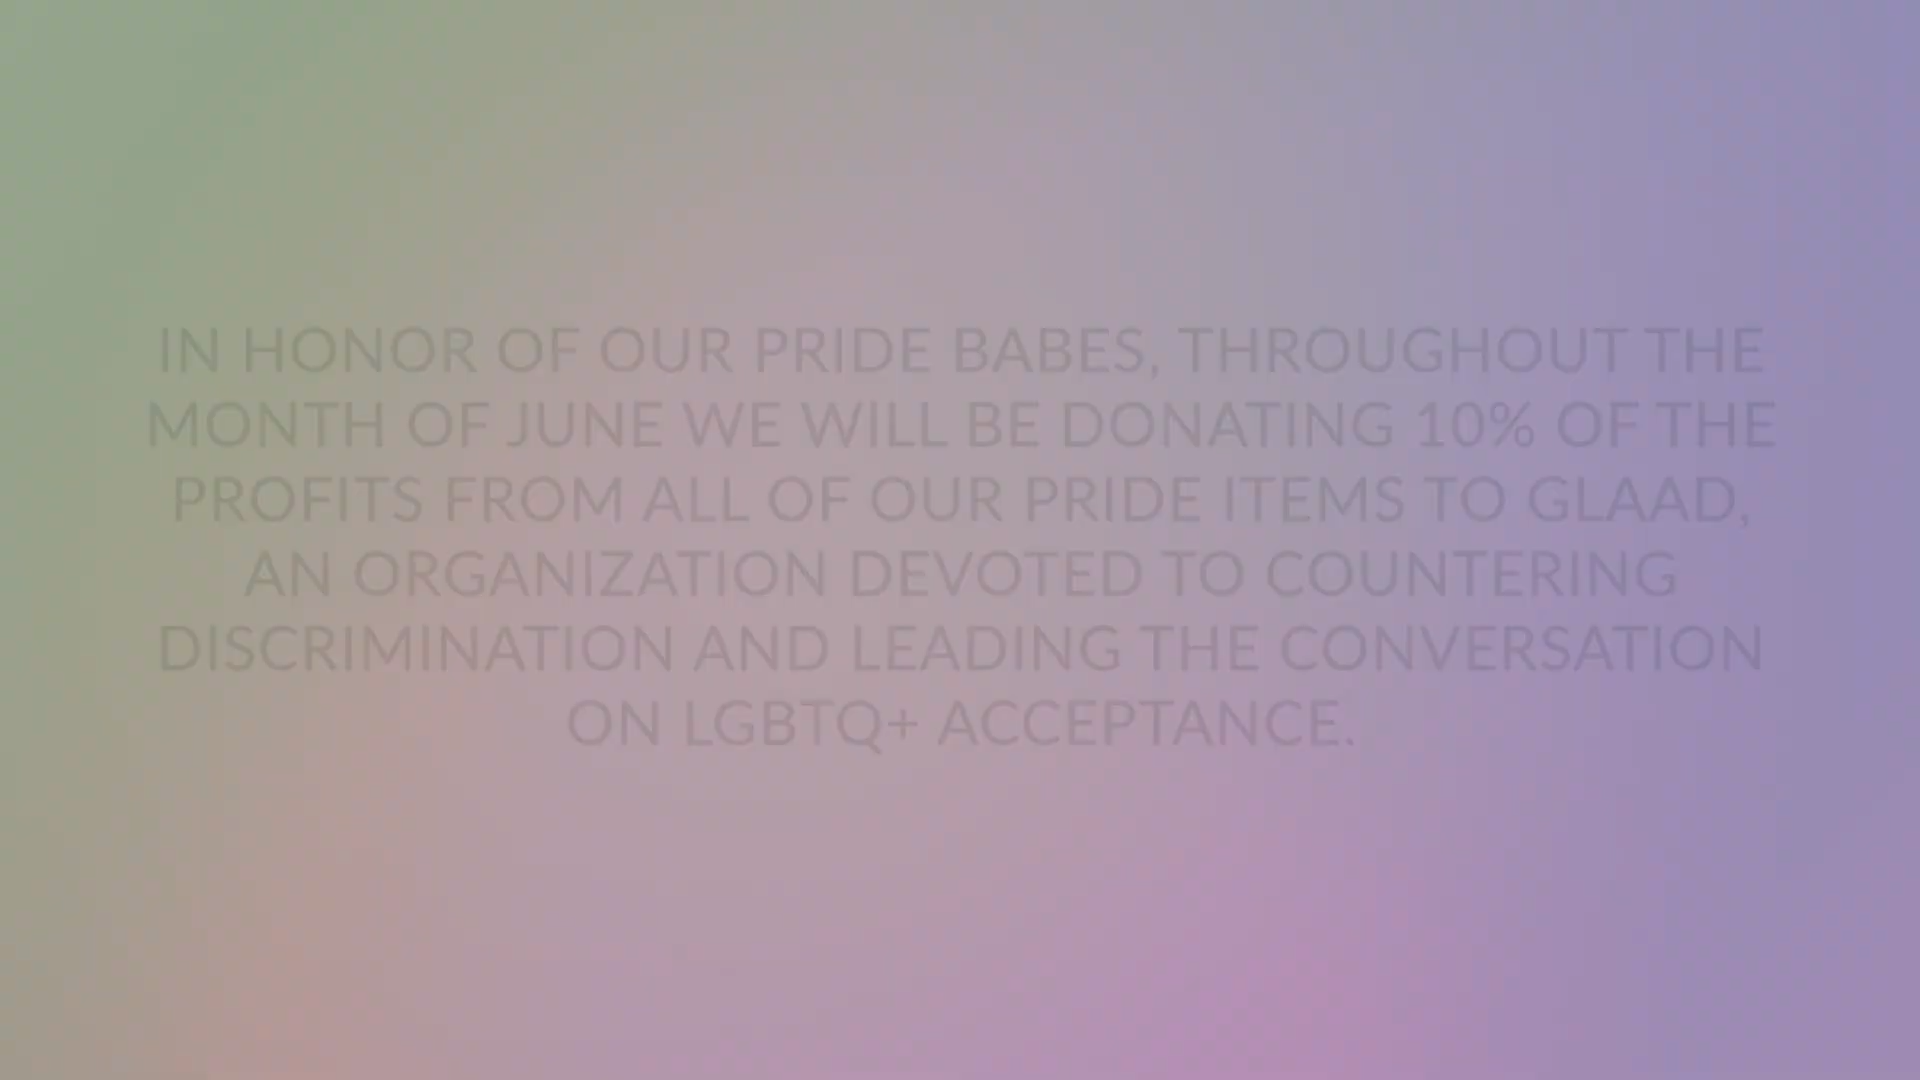 IN HONOR OF OUR PRIDE BABES, THROUGHOUT THE
MONTH OF JUNE WE WILL BE DONATING 10% OF THE
PROFITS FROM ALL OF OUR PRIDE ITEMS TO GLAAD,
AN ORGANIZATION DEVOTED TO COUNTERING
DISCRIMINATION AND LEADING THE CONVERSATION
ON LGBTQ+ ACCEPTANCE.